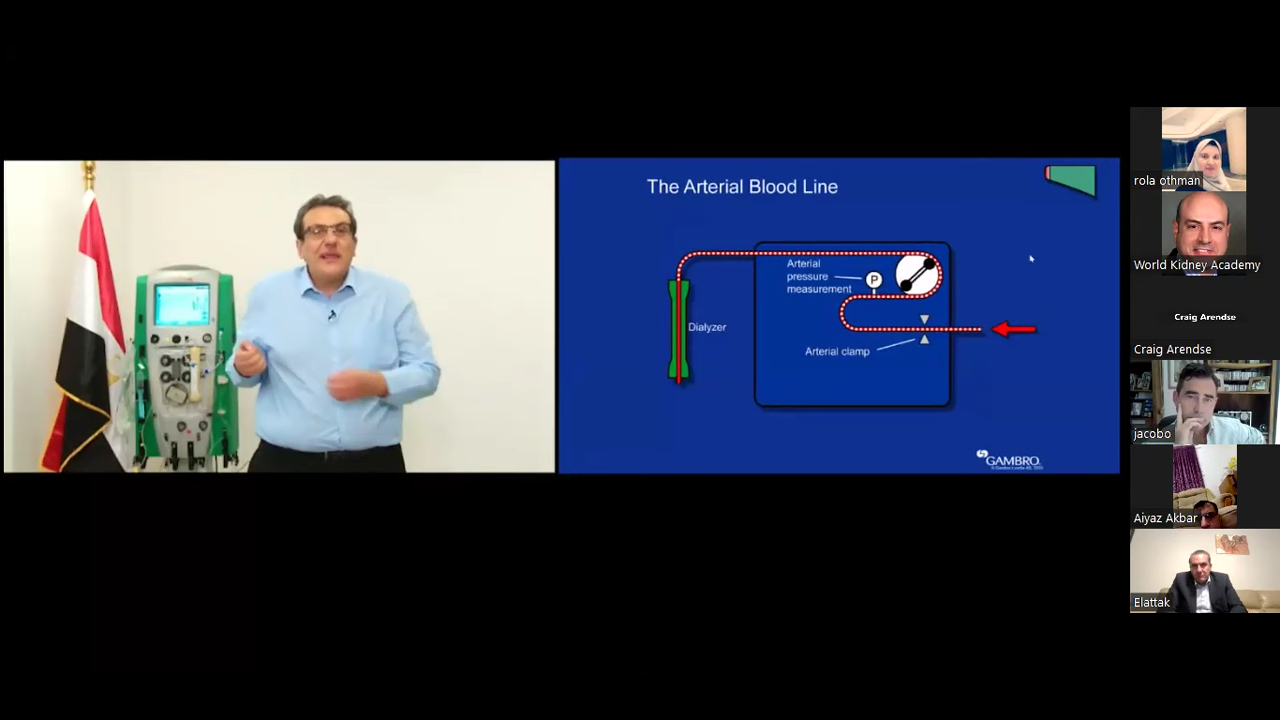 The Arterial Blood Line
Arterial
pressure
measurement
P
Dialyzer
Arterial clamp
GAMBRO
rola othman
World Kidney Academy
Craig Arendse
Craig Arendse
jacobo
Aiyaz Akbar
Elattak